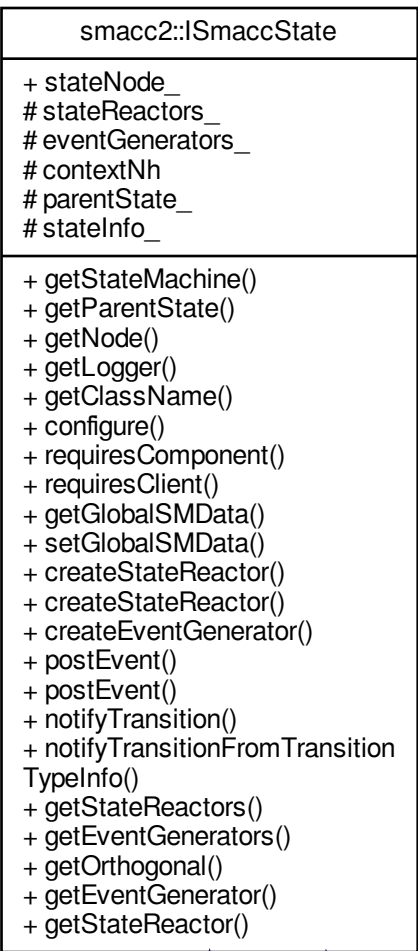 smacc2::ISmaccState
+ stateNode_
# stateReactors_
# eventGenerators_
# contextNh
# parentState_
# stateInfo_
+ getStateMachine()
+ getParentState()
+ getNode()
+ getLogger()
+ getClassName()
+ configure()
+ requiresComponent()
+ requiresClient()
+ getGlobalSMData()
+ setGlobalSMData()
+ createStateReactor()
+ createStateReactor()
+ createEventGenerator()
+ postEvent()
+ postEvent()
+ notifyTransition()
+ notifyTransitionFromTransition
TypeInfo()
+ getStateReactors()
+ getEventGenerators()
+ getOrthogonal()
+ getEventGenerator()
+ getStateReactor()